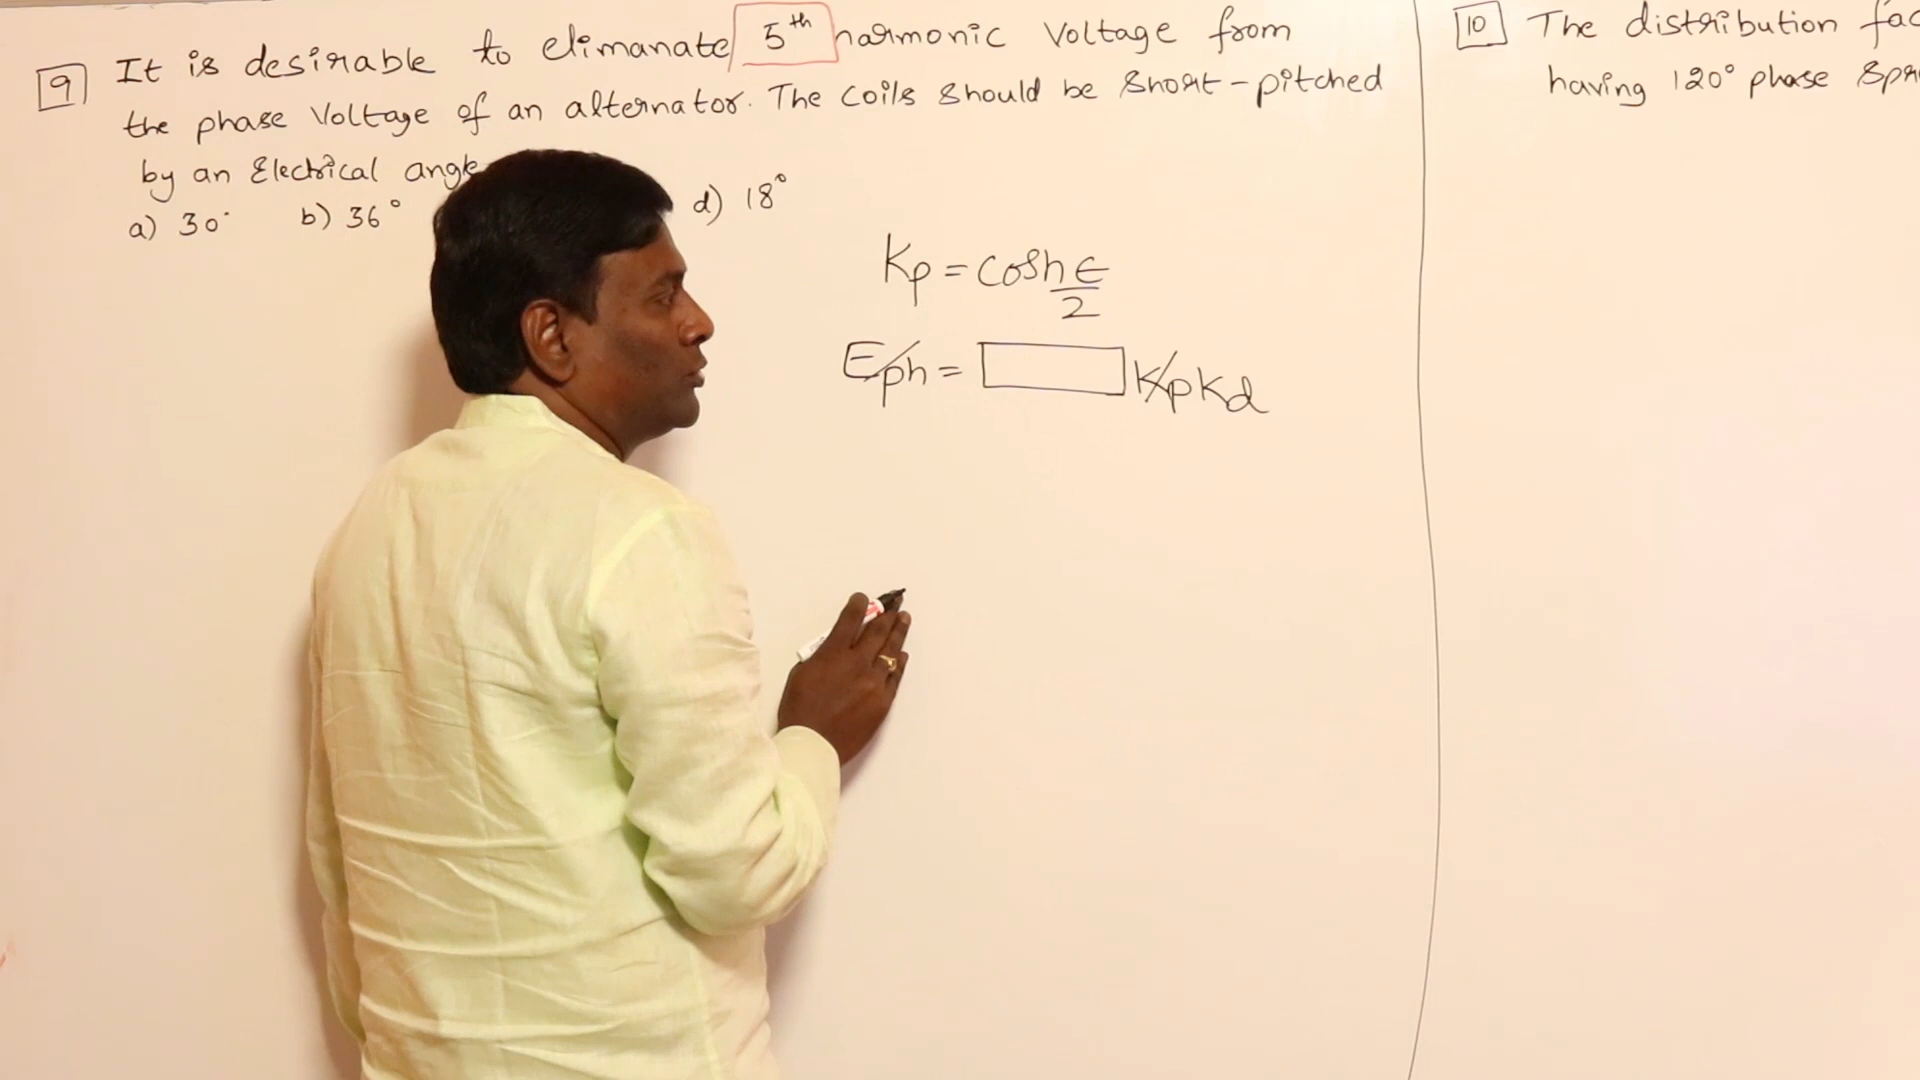 9 It is desirable to elimanate 5th harmonic Voltage from
the phase Voltage of an alternator. The coils should be short-pitched
by an Electrical angle
a) 30° b) 36° d) 18°
Kp = cos hϵ/2
Eph = Kp Kd
10 The distribution
having 120° phase